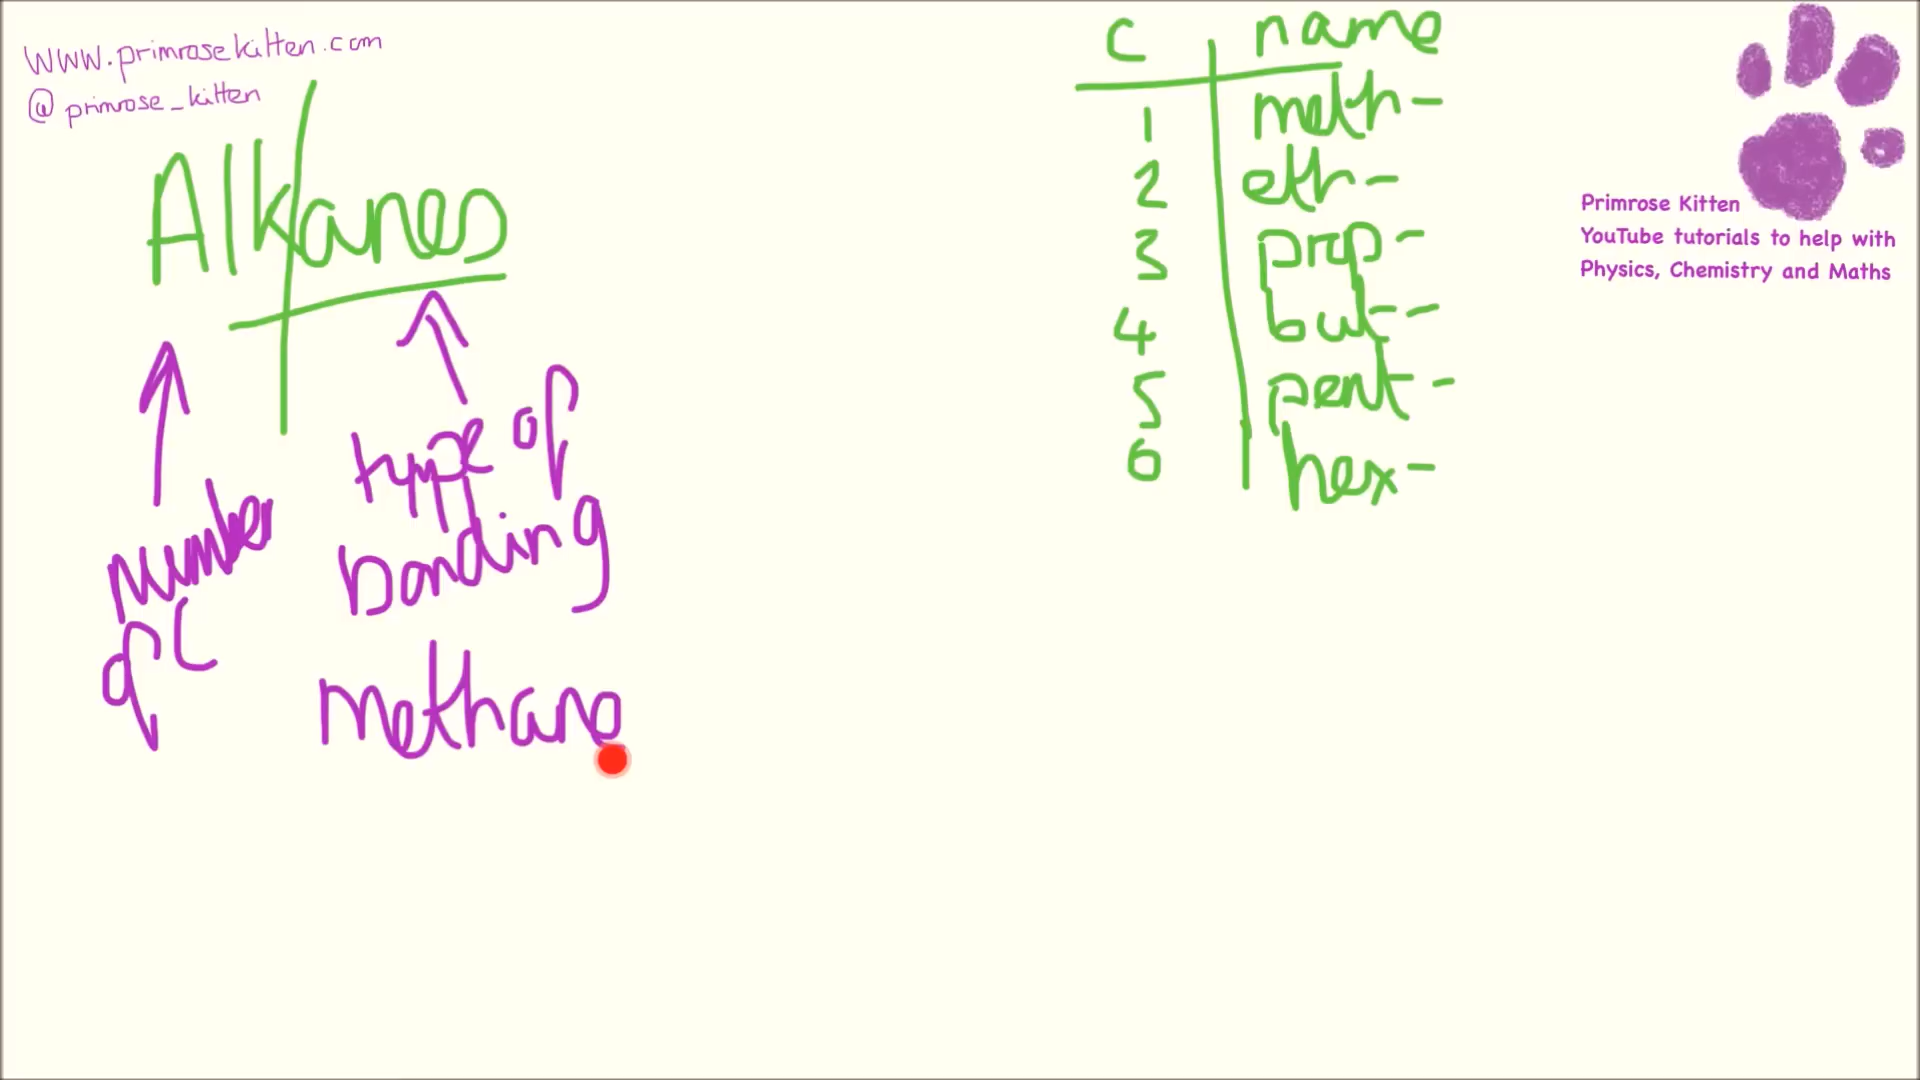 www.primrosekitten.com
@primrose_kitten
Alkanes
number
of C
type of
bonding
methane
C name
1 meth-
2 eth-
3 prop-
4 but-
5 pent-
6 hex-
Primrose Kitten
YouTube tutorials to help with
Physics, Chemistry and Maths